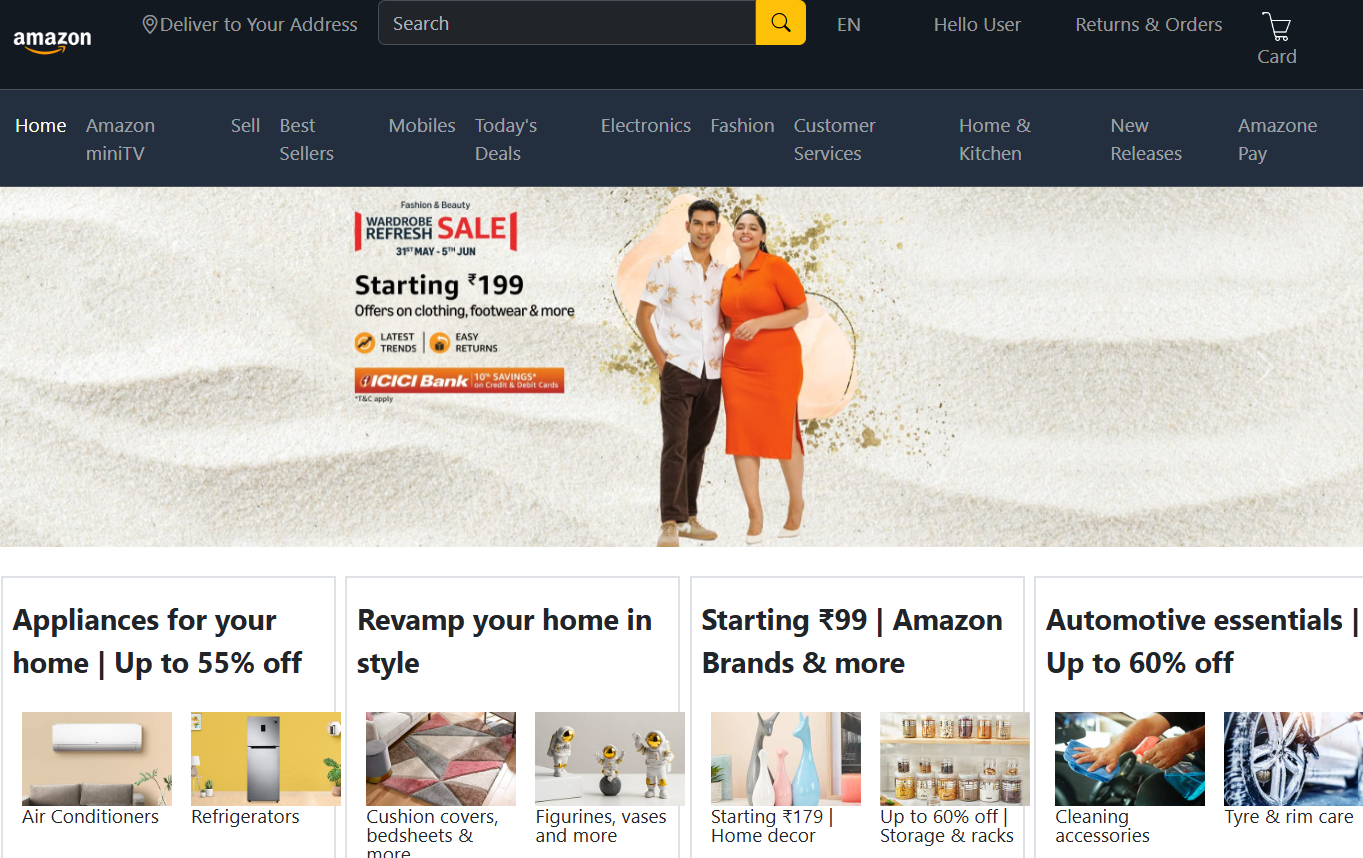 amazon
Deliver to Your Address
Search
EN
Hello User
Returns & Orders
Card
Home
Amazon
miniTV
Sell
Best
Sellers
Mobiles
Today's
Deals
Electronics
Fashion
Customer
Services
Home &
Kitchen
New
Releases
Amazone
Pay
Fashion & Beauty
WARDROBE
REFRESH SALE
31ST MAY - 5TH JUN
Starting ₹199
Offers on clothing, footwear & more
LATEST
TRENDS
EASY
RETURNS
ICICI Bank
10% SAVINGS*
on Credit & Debit Cards
*T&C apply
Appliances for your
home | Up to 55% off
Air Conditioners
Refrigerators
Revamp your home in
style
Cushion covers,
bedsheets &
more
Figurines, vases
and more
Starting ₹99 | Amazon
Brands & more
Starting ₹179 |
Home decor
Up to 60% off |
Storage & racks
Automotive essentials |
Up to 60% off
Cleaning
accessories
Tyre & rim care